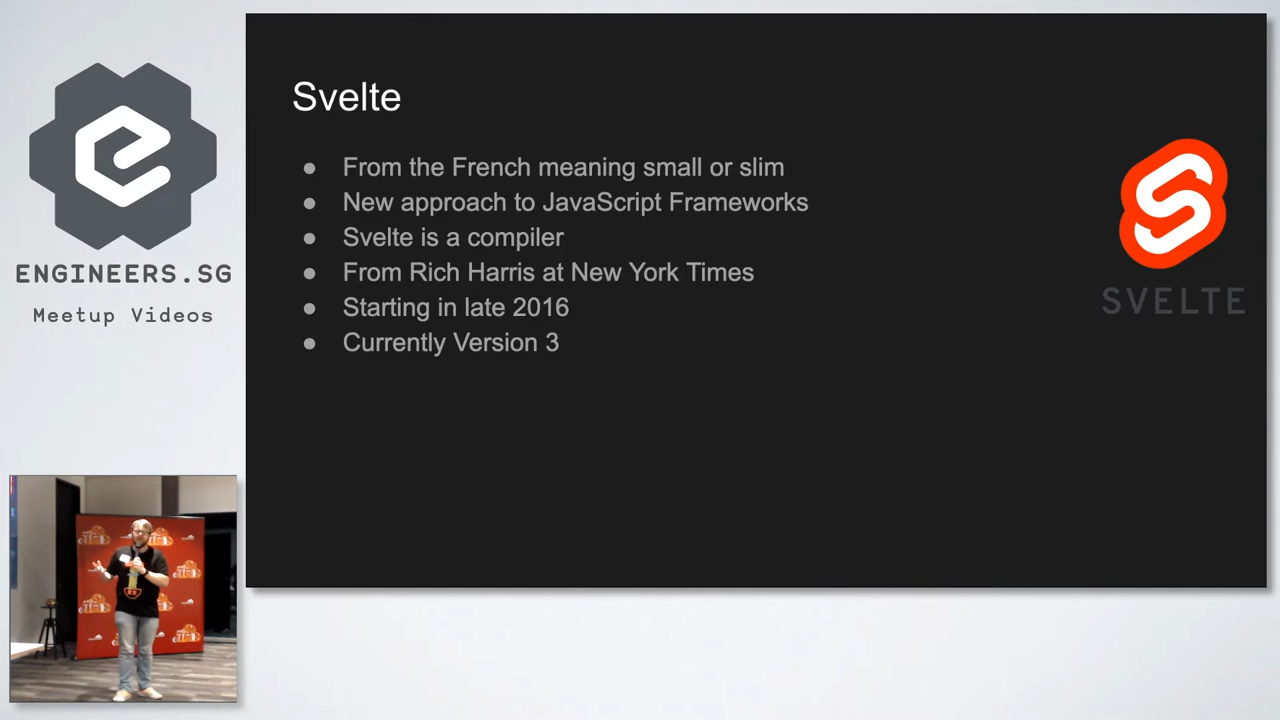 ENGINEERS.SG
Meetup Videos
Svelte
● From the French meaning small or slim
● New approach to JavaScript Frameworks
● Svelte is a compiler
● From Rich Harris at New York Times
● Starting in late 2016
● Currently Version 3
SVELTE